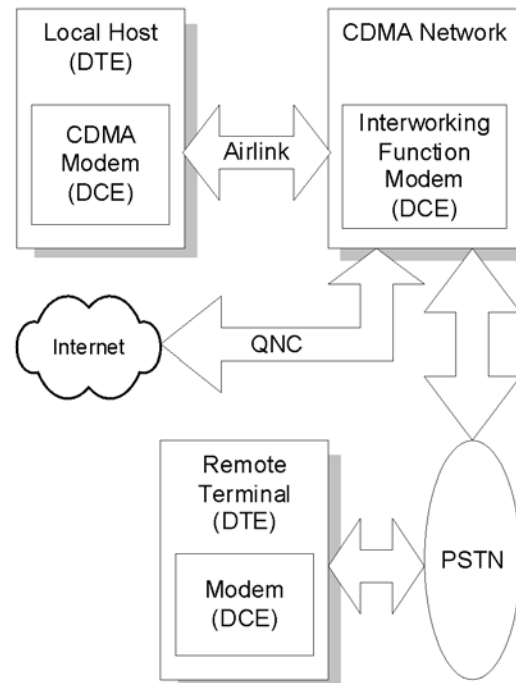 Local Host
(DTE)
CDMA
Modem
(DCE)
Airlink
CDMA Network
Interworking
Function
Modem
(DCE)
Internet
QNC
Remote
Terminal
(DTE)
Modem
(DCE)
PSTN